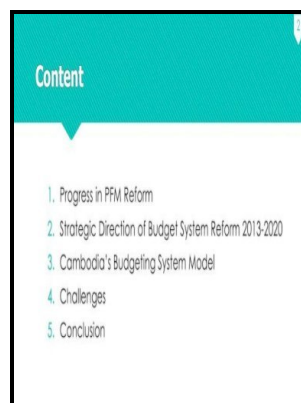 2
Content
1. Progress in PFM Reform
2. Strategic Direction of Budget System Reform 2013-2020
3. Cambodia's Budgeting System Model
4. Challenges
5. Conclusion